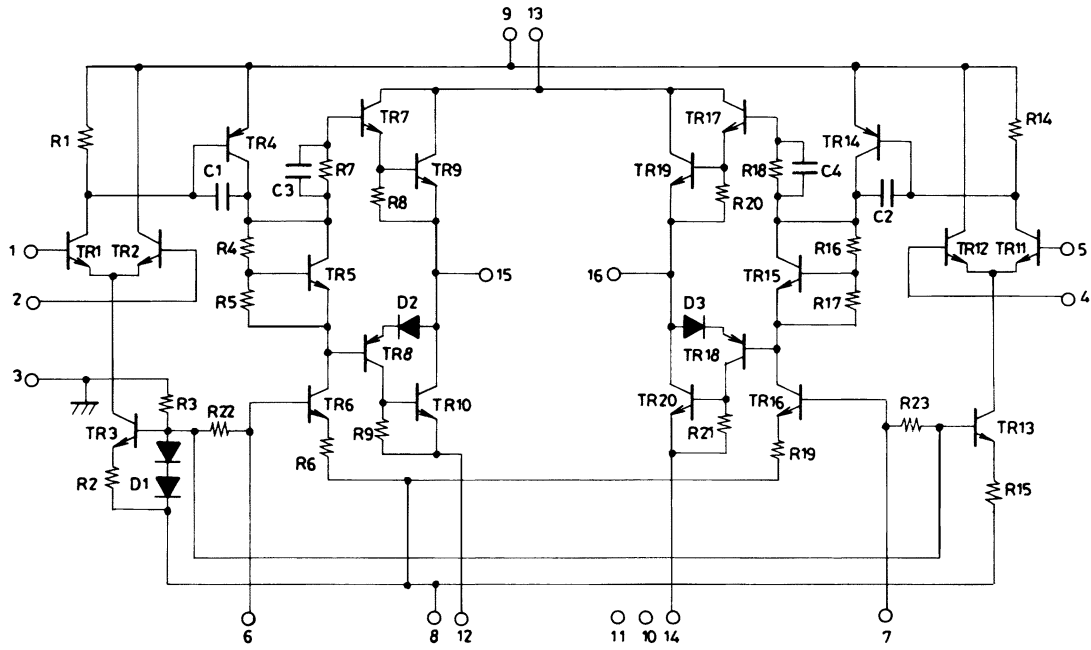 9 13
R1
TR4
C1
TR7
C3
R7
R8
TR9
TR17
TR19
R18
C4
R20
TR14
C2
R14
1
TR1
TR2
R4
TR5
R5
15
16
TR15
R16
R17
TR12
TR11
5
2
D2
D3
4
TR8
TR18
3
R3
R22
TR6
TR10
TR20
TR16
R23
TR3
R9
R21
TR13
R2
D1
R6
R19
R15
6
8
12
11
10
14
7